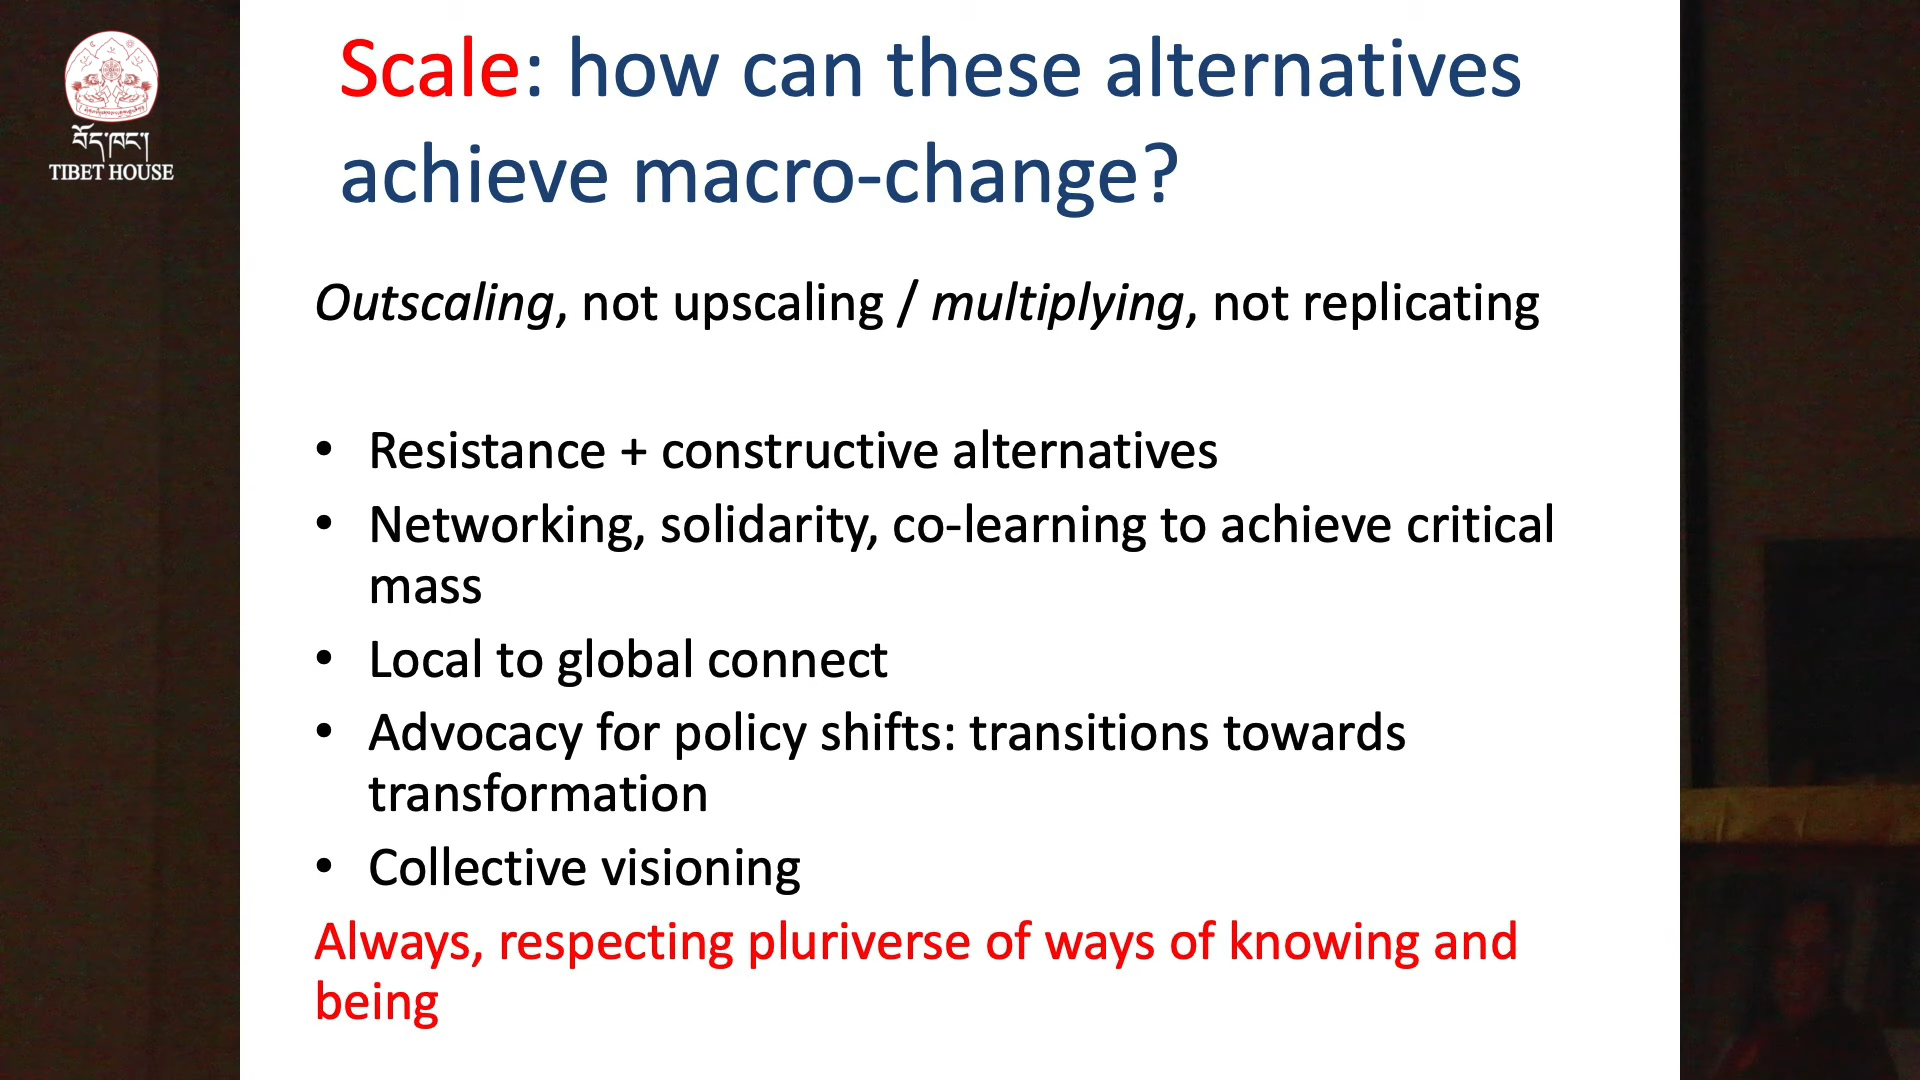 བོད་ཁང་།
TIBET HOUSE
Scale: how can these alternatives
achieve macro-change?
Outscaling, not upscaling / multiplying, not replicating
• Resistance + constructive alternatives
• Networking, solidarity, co-learning to achieve critical
mass
• Local to global connect
• Advocacy for policy shifts: transitions towards
transformation
• Collective visioning
Always, respecting pluriverse of ways of knowing and
being